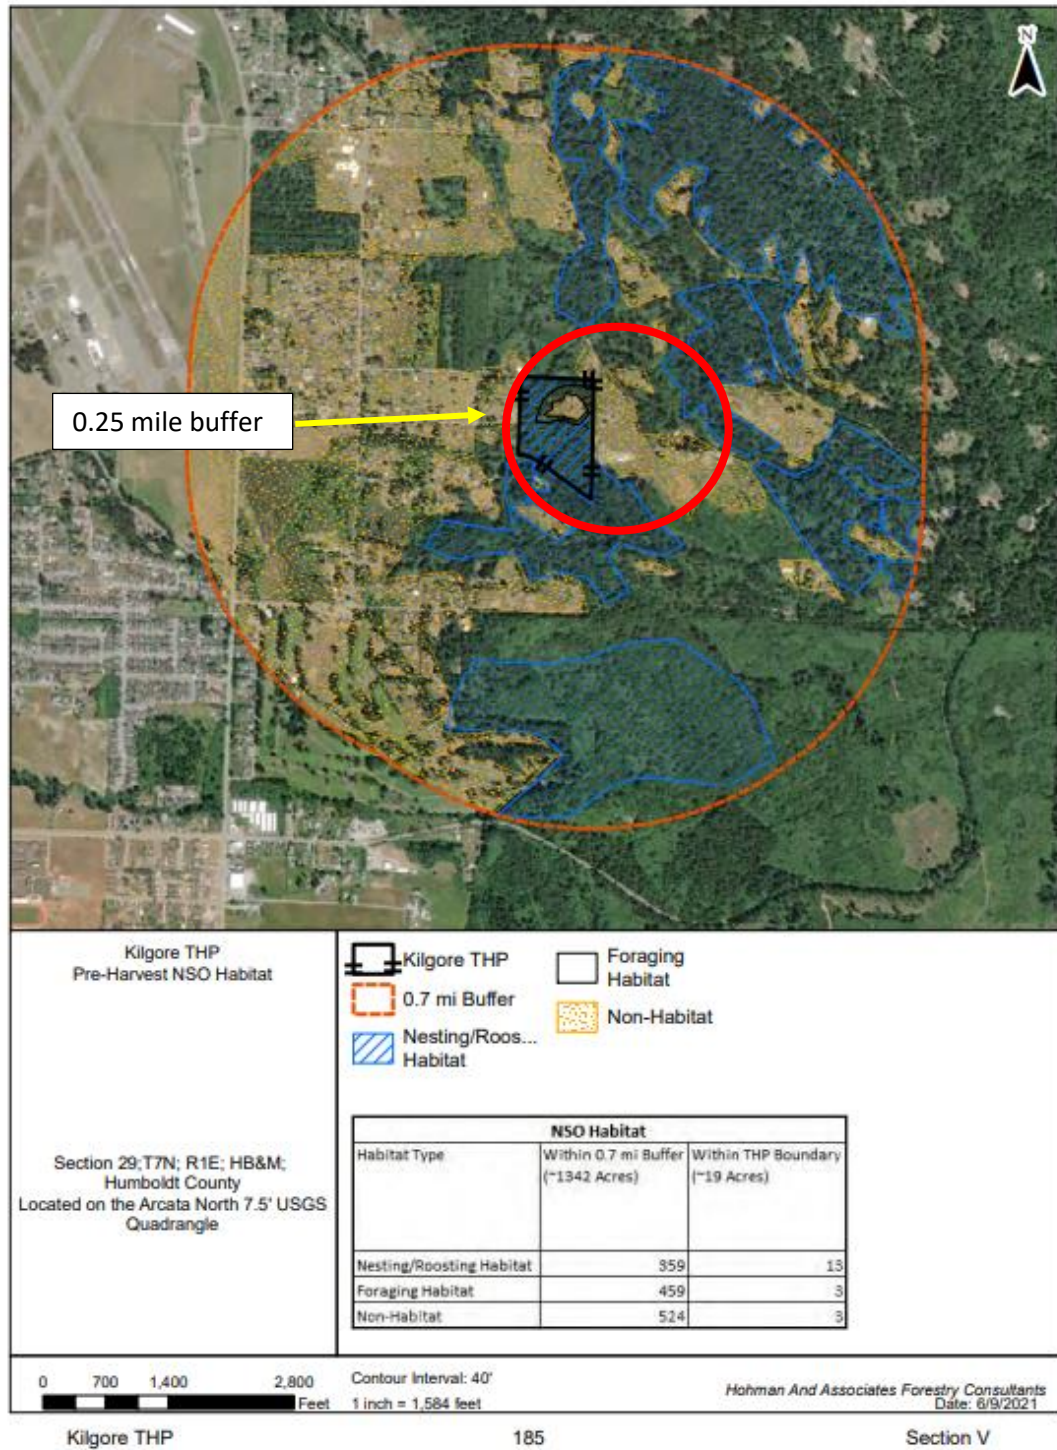 N
0.25 mile buffer
Kilgore THP
Pre-Harvest NSO Habitat
Section 29;T7N; R1E; HB&M;
Humboldt County
Located on the Arcata North 7.5' USGS
Quadrangle
Kilgore THP
0.7 mi Buffer
Nesting/Roos...
Habitat
Foraging
Habitat
Non-Habitat
NSO Habitat
Habitat Type Within 0.7 mi Buffer Within THP Boundary
(~1342 Acres) (~19 Acres)
Nesting/Roosting Habitat 359 13
Foraging Habitat 459 3
Non-Habitat 524 3
0 700 1,400 2,800
Feet
Contour Interval: 40'
1 inch = 1,584 feet
Hohman And Associates Forestry Consultants
Date: 6/9/2021
Kilgore THP 185 Section V